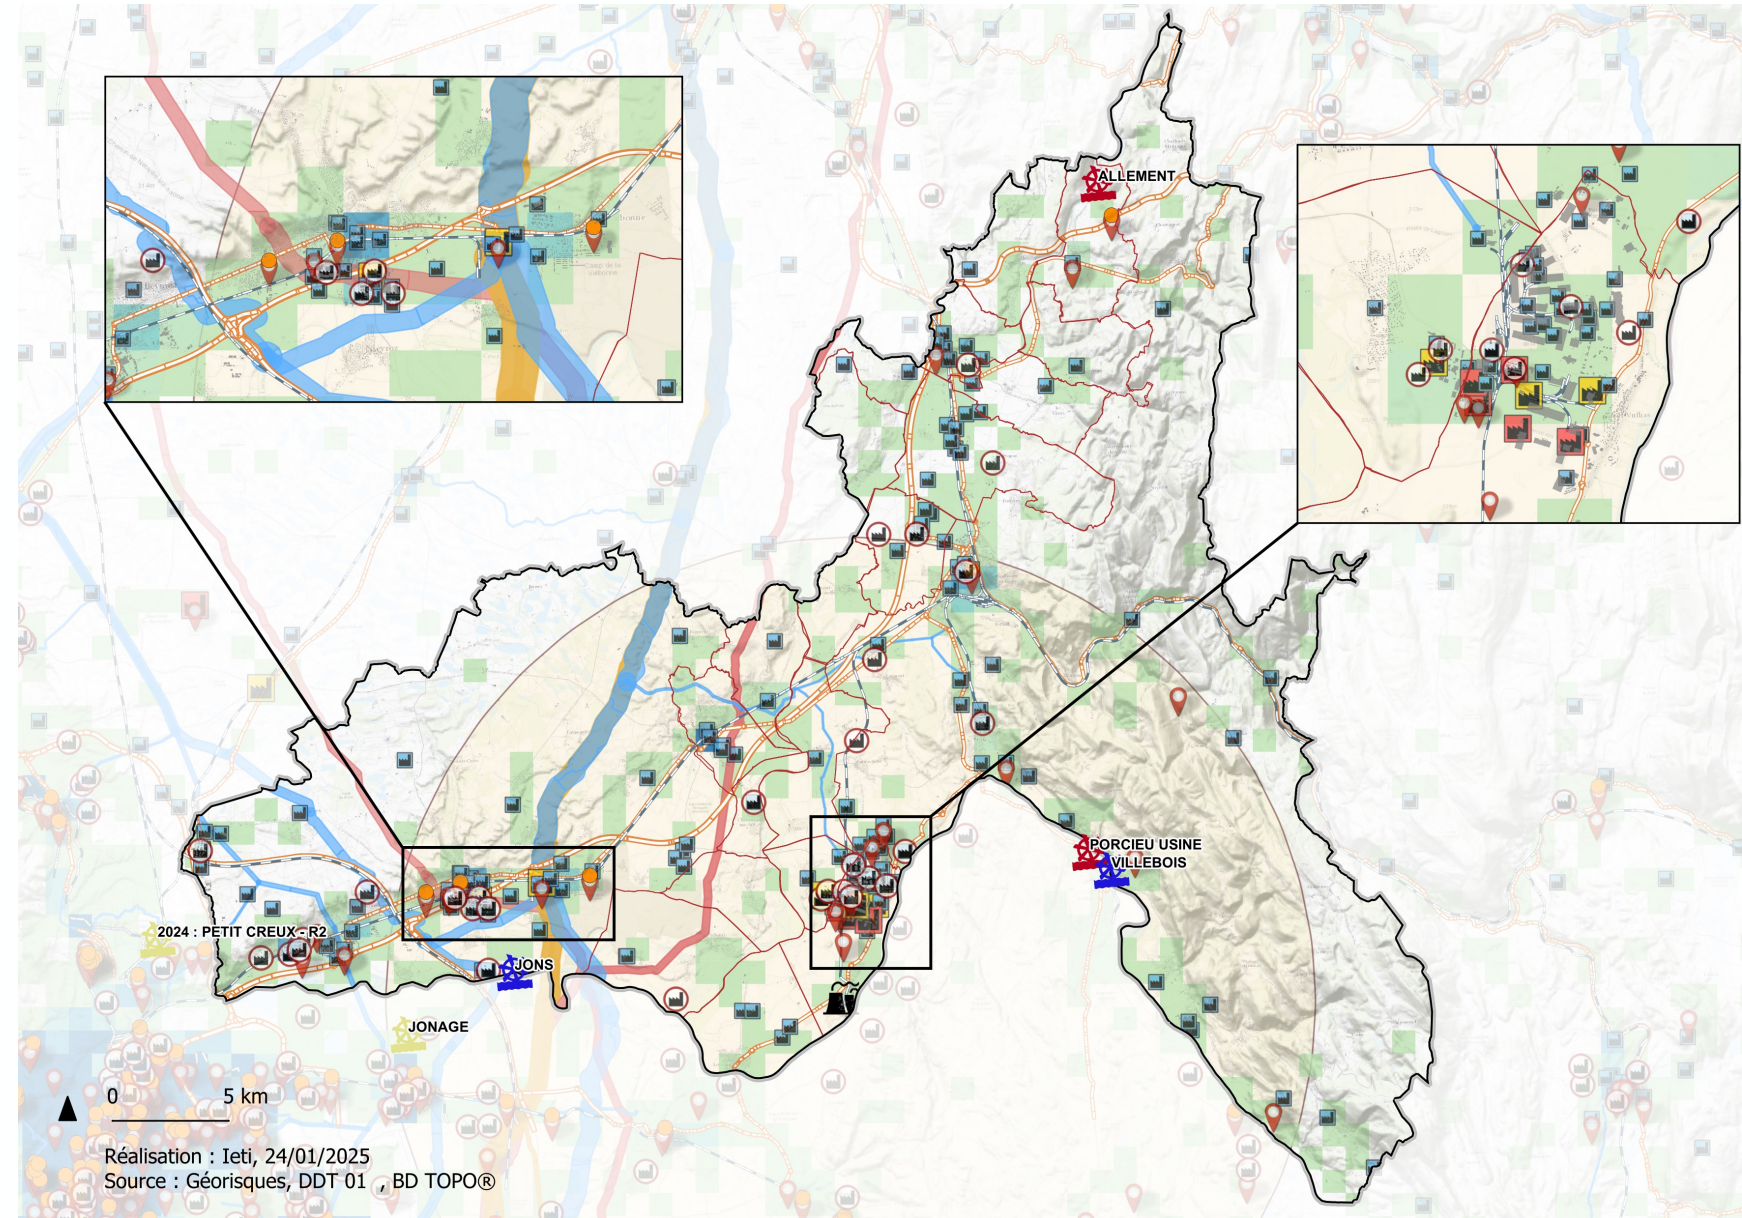 ALLEMENT
PORCIEU USINE
VILLEBOIS
2024 : PETIT CREUX - R2
JONS
JONAGE
0 5 km
Réalisation : Ieti, 24/01/2025
Source : Géorisques, DDT 01 , BD TOPO®